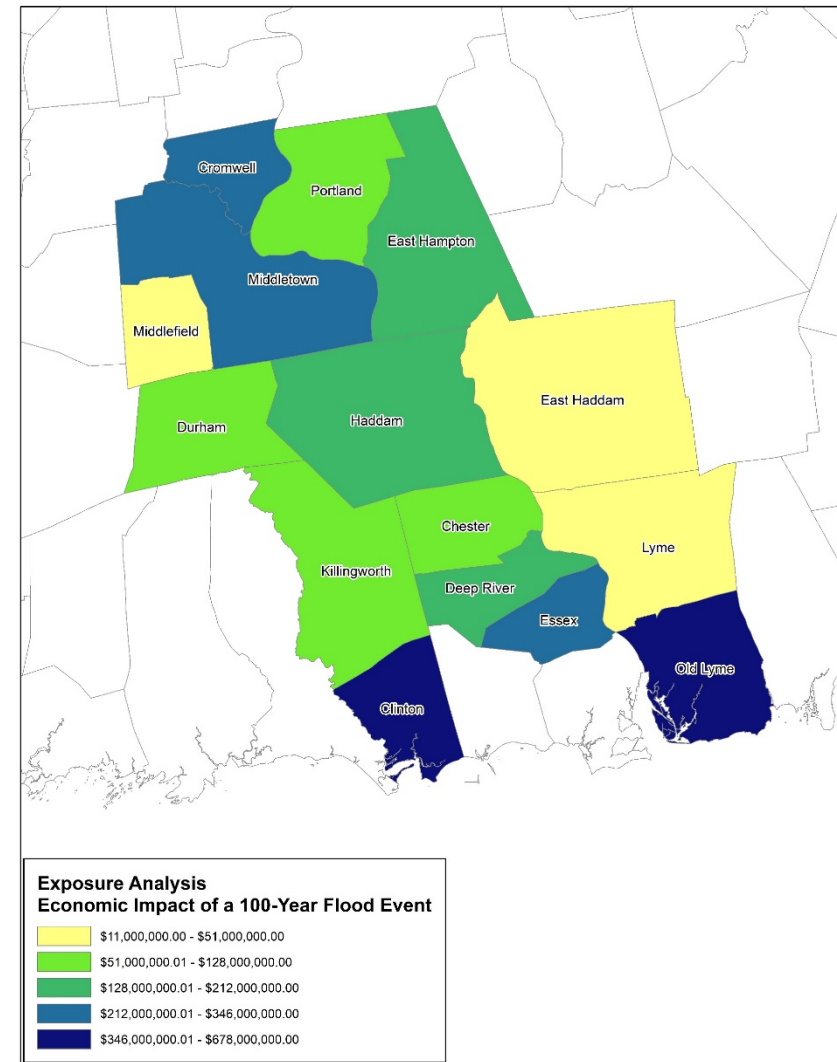 Cromwell
Portland
East Hampton
Middletown
Middlefield
East Haddam
Haddam
Durham
Chester
Lyme
Killingworth
Deep River
Essex
Old Lyme
Clinton
Exposure Analysis
Economic Impact of a 100-Year Flood Event
$11,000,000.00 - $51,000,000.00
$51,000,000.01 - $128,000,000.00
$128,000,000.01 - $212,000,000.00
$212,000,000.01 - $346,000,000.00
$346,000,000.01 - $678,000,000.00